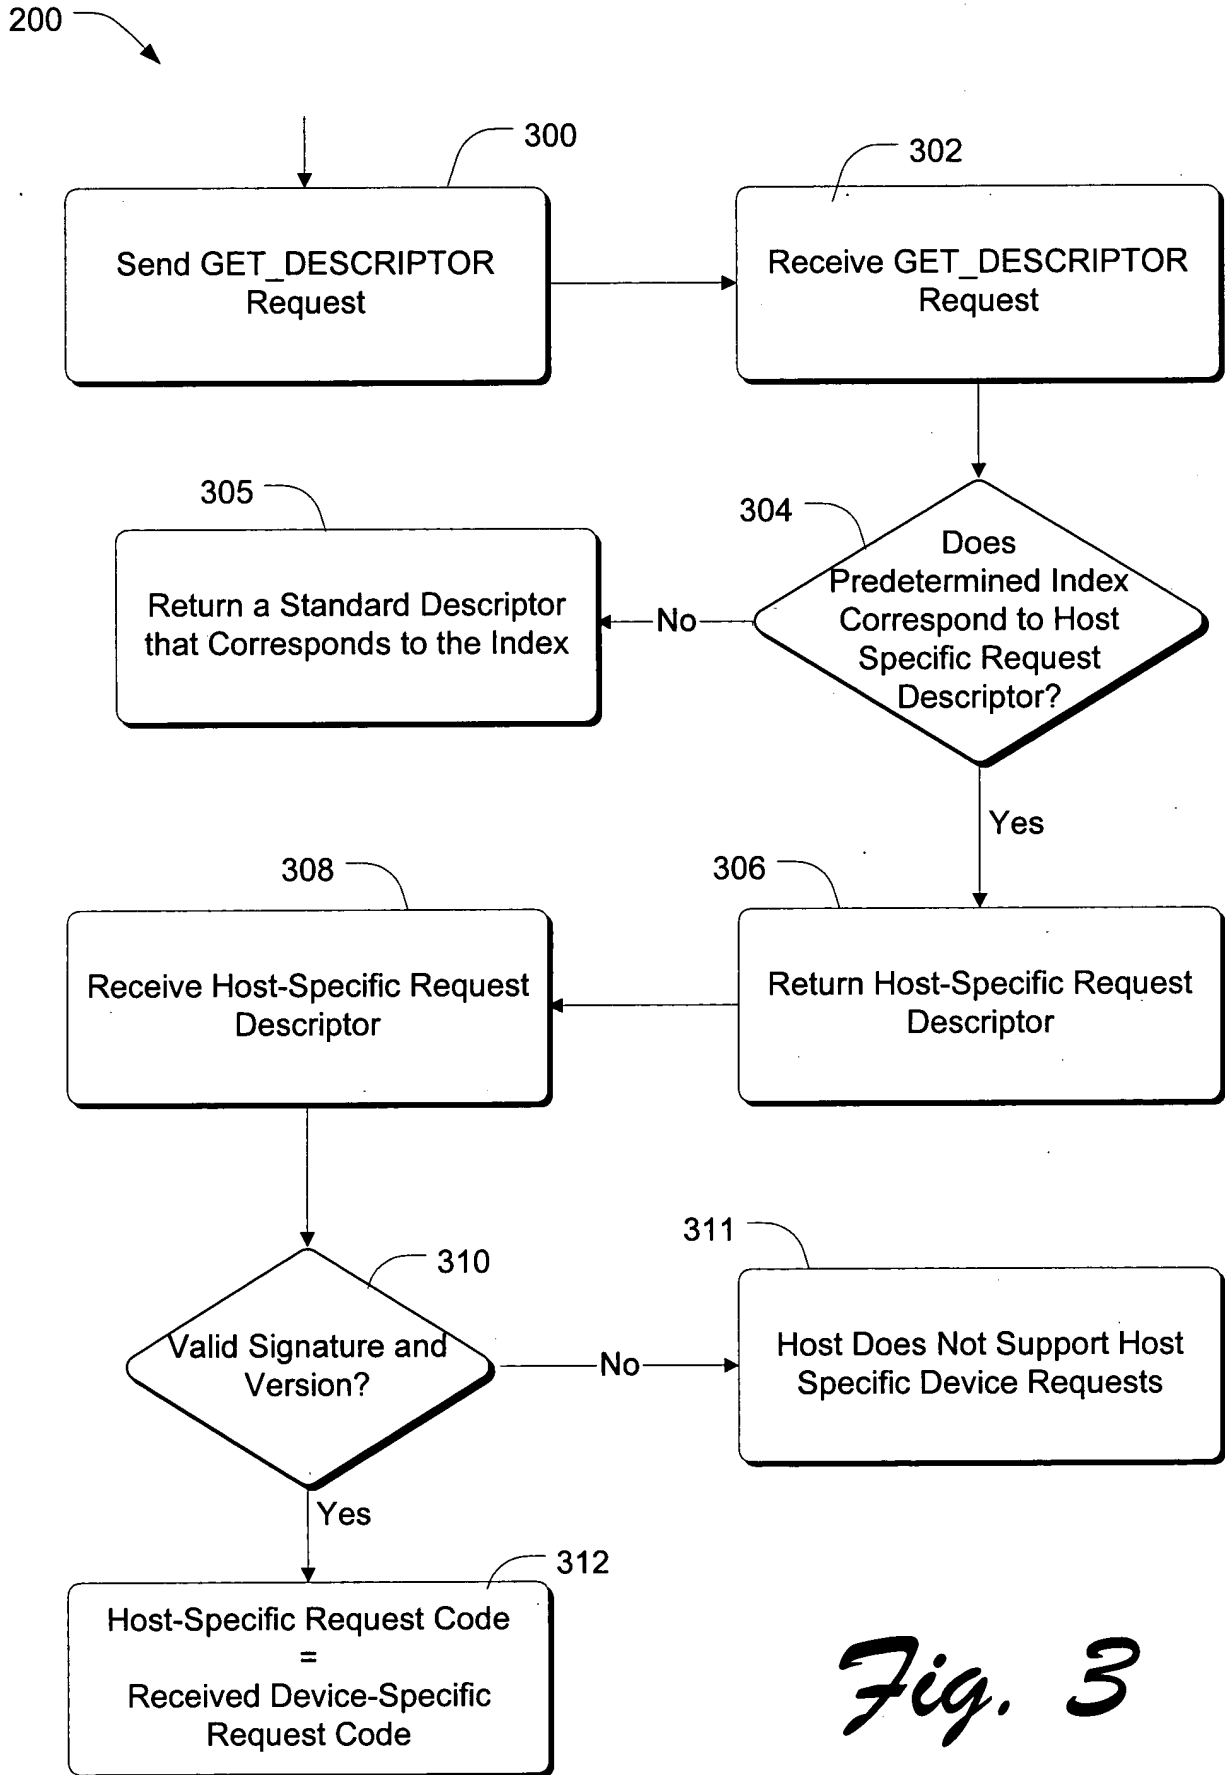 200
300
Send GET_DESCRIPTOR
Request
302
Receive GET_DESCRIPTOR
Request
304
Does
Predetermined Index
Correspond to Host
Specific Request
Descriptor?
No
305
Return a Standard Descriptor
that Corresponds to the Index
Yes
306
Return Host-Specific Request
Descriptor
308
Receive Host-Specific Request
Descriptor
310
Valid Signature and
Version?
No
311
Host Does Not Support Host
Specific Device Requests
Yes
312
Host-Specific Request Code
=
Received Device-Specific
Request Code
Fig. 3